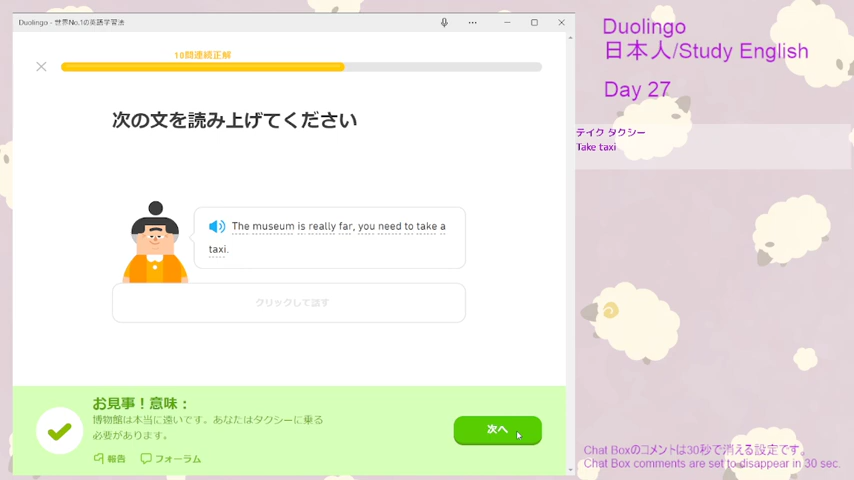 Duolingo - 世界No.1の英語学習法
10問連続正解
次の文を読み上げてください
The museum is really far, you need to take a
taxi.
クリックして話す
お見事！意味：
博物館は本当に遠いです。あなたはタクシーに乗る
必要があります。
報告 フォーラム
次へ
Duolingo
日本人/Study English
Day 27
テイク タクシー
Take taxi
Chat Boxのコメントは30秒で消える設定です
Chat Box comments are set to disappear in 30 sec.